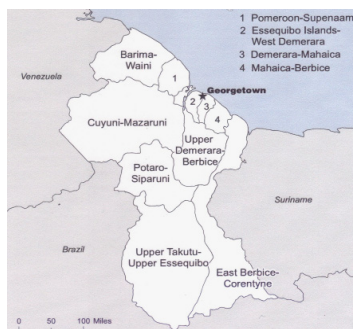 1 Pomeroon-Supenaam
2 Essequibo Islands-
West Demerara
3 Demerara-Mahaica
4 Mahaica-Berbice
Barima-
Waini
Venezuela
1
Georgetown
2
3
4
Cuyuni-Mazaruni
Upper
Demerara-
Berbice
Potaro-
Siparuni
Suriname
Brazil
Upper Takutu-
Upper Essequibo
East Berbice-
Corentyne
0 50 100 Miles